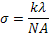 σ = kλ / NA